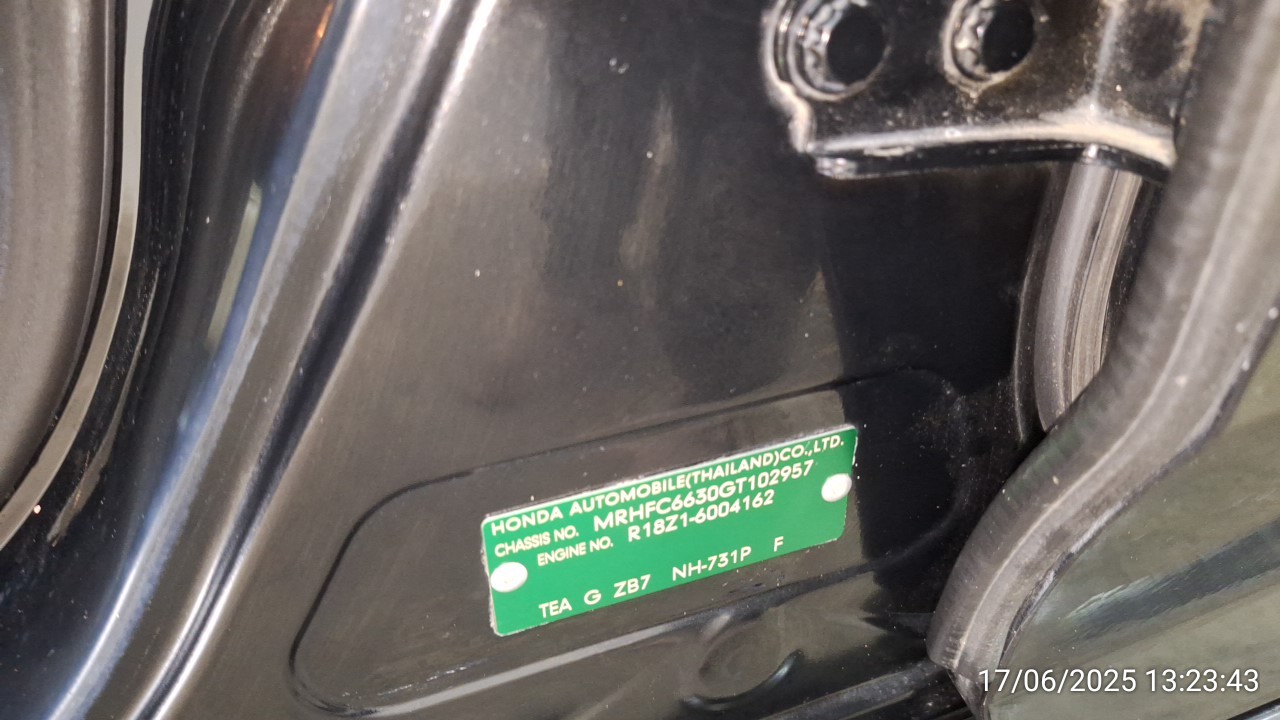 HONDA AUTOMOBILE(THAILAND)CO.,LTD.
CHASSIS NO. MRHFC6630GT102957
ENGINE NO. R18Z1-6004162
TEA G ZB7 NH-731P F
17/06/2025 13:23:43